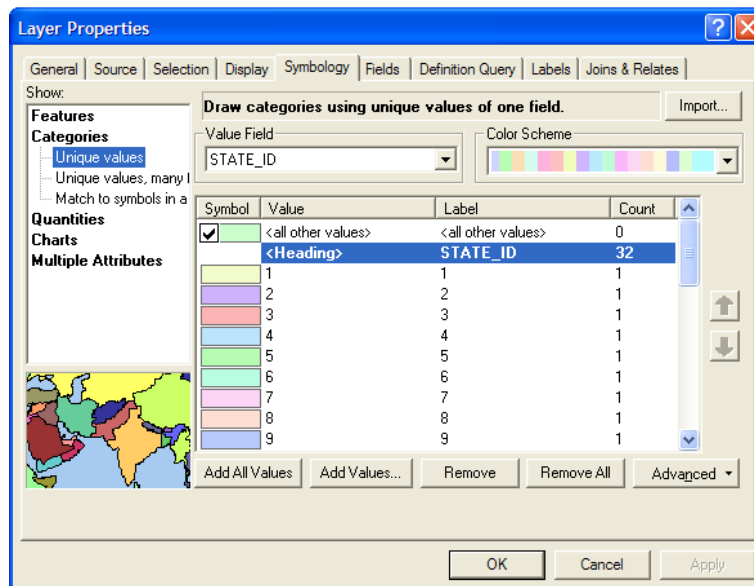 Layer Properties
General Source Selection Display Symbology Fields Definition Query Labels Joins & Relates
Show:
Features
Categories
Unique values
Unique values, many f
Match to symbols in a
Quantities
Charts
Multiple Attributes
Draw categories using unique values of one field.
Import...
Value Field
STATE_ID
Color Scheme
Symbol Value Label Count
<all other values> <all other values> 0
<Heading> STATE_ID 32
1 1 1
2 2 1
3 3 1
4 4 1
5 5 1
6 6 1
7 7 1
8 8 1
9 9 1
Add All Values Add Values... Remove Remove All Advanced
OK Cancel Apply